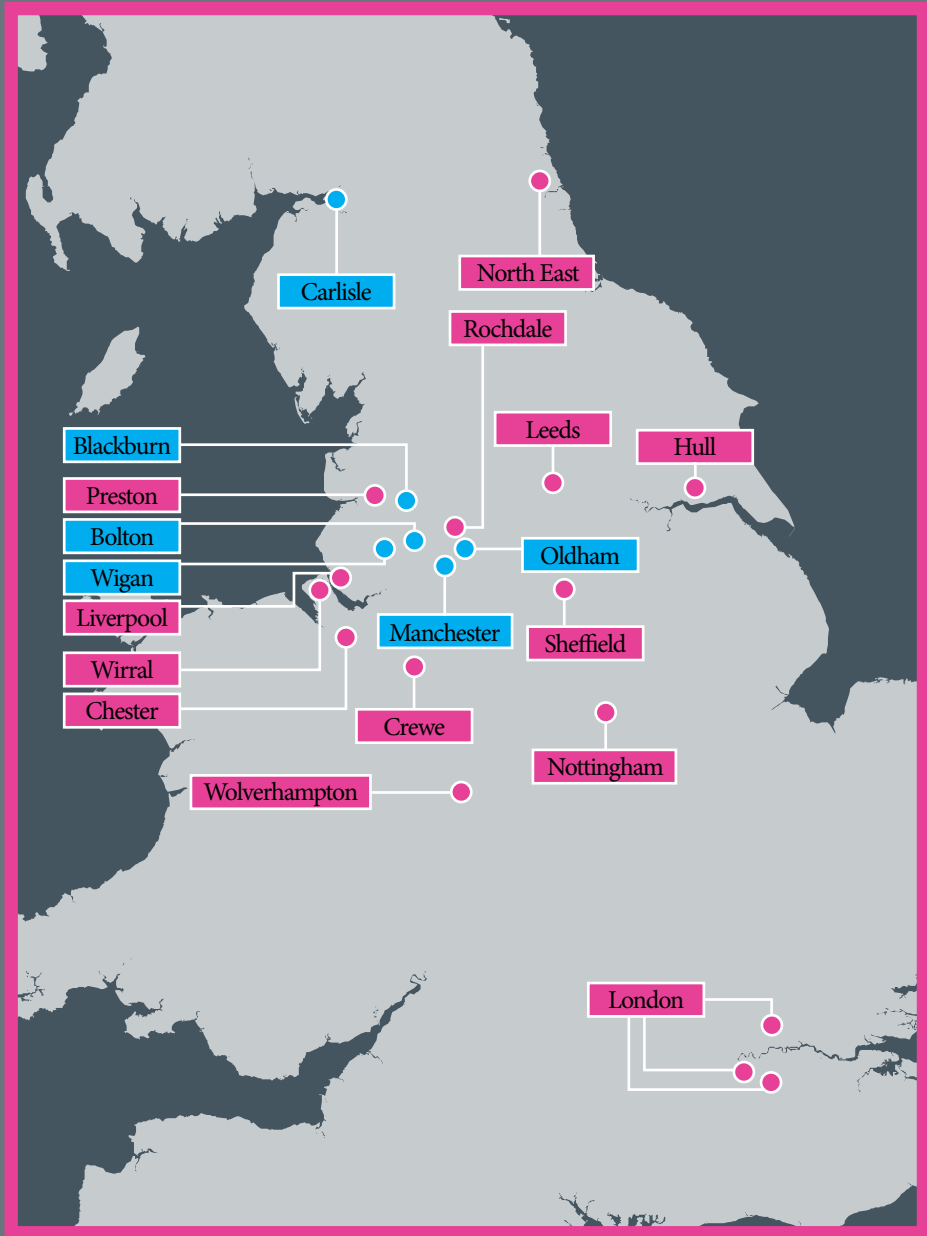 North East
Carlisle
Rochdale
Leeds
Hull
Blackburn
Preston
Bolton
Oldham
Wigan
Liverpool
Manchester
Sheffield
Wirral
Chester
Crewe
Nottingham
Wolverhampton
London